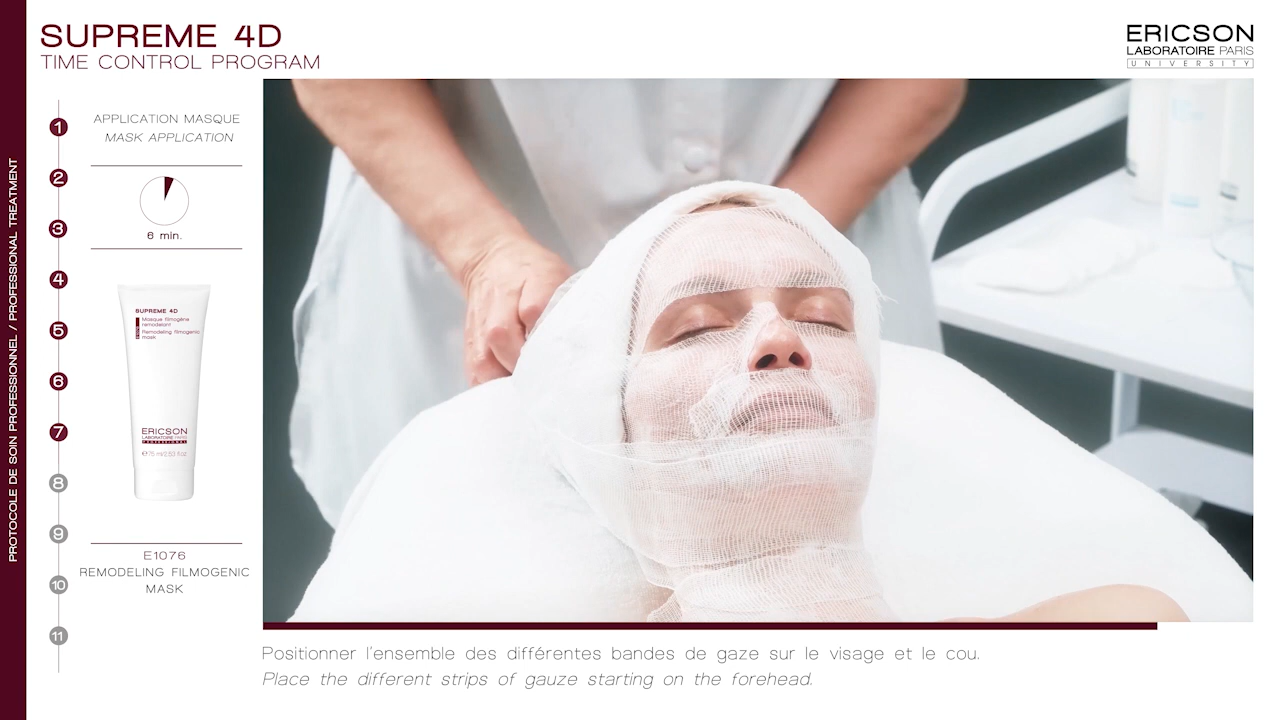 SUPREME 4D
TIME CONTROL PROGRAM
ERICSON
LABORATOIRE PARIS
UNIVERSITY
PROTOCOLE DE SOIN PROFESSIONNEL / PROFESSIONAL TREATMENT
1
2
3
4
5
6
7
8
9
10
11
APPLICATION MASQUE
MASK APPLICATION
6 min.
SUPREME 4D
Masque filmogène
remodelant
Remodeling filmogenic
mask
ERICSON
LABORATOIRE PARIS
PROFESSIONNEL
E1076
REMODELING FILMOGENIC
MASK
Positionner l'ensemble des différentes bandes de gaze sur le visage et le cou.
Place the different strips of gauze starting on the forehead.